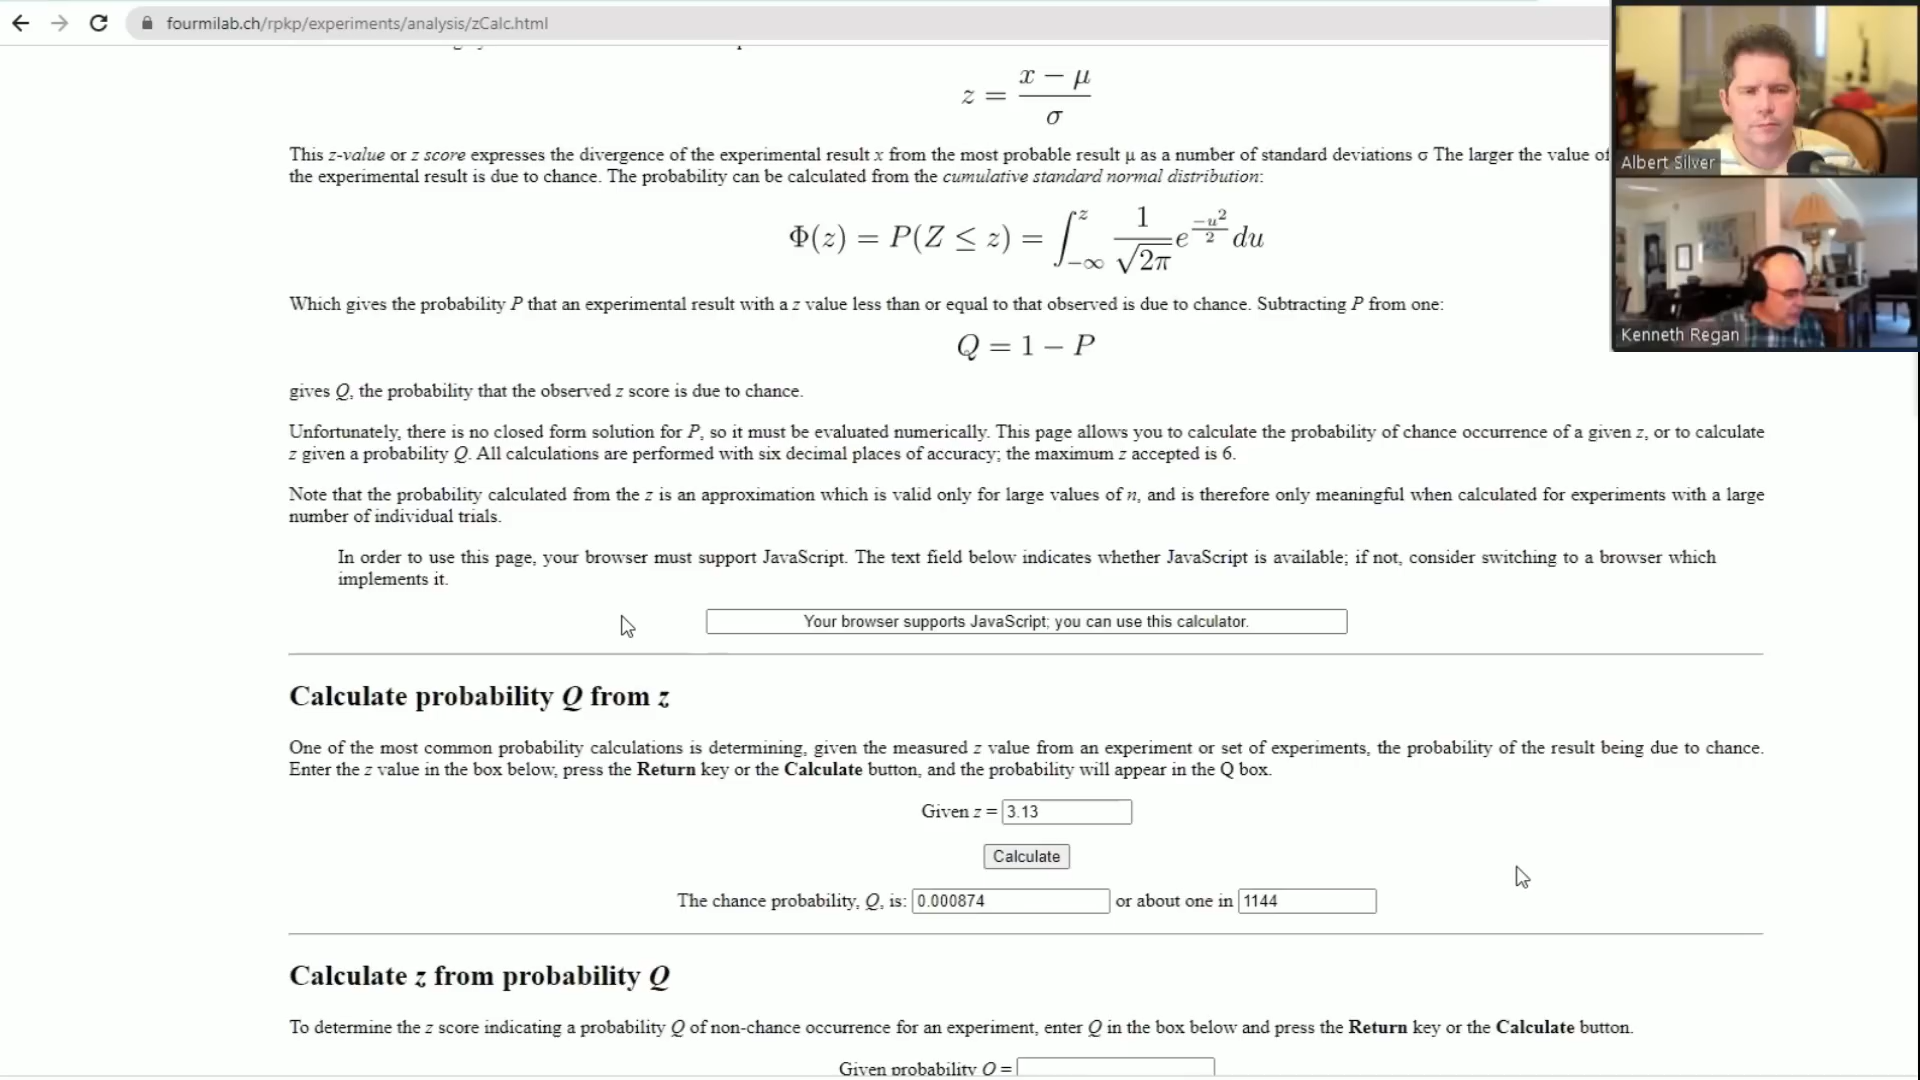 fourmilab.ch/rpkp/experiments/analysis/zCalc.html
z = x − μ / σ
This z-value or z score expresses the divergence of the experimental result x from the most probable result μ as a number of standard deviations σ The larger the value of
the experimental result is due to chance. The probability can be calculated from the cumulative standard normal distribution:
Φ(z) = P(Z ≤ z) = ∫_{−∞}^{z} 1/√2π e^{−u²/2} du
Which gives the probability P that an experimental result with a z value less than or equal to that observed is due to chance. Subtracting P from one:
Q = 1 − P
gives Q, the probability that the observed z score is due to chance.
Unfortunately, there is no closed form solution for P, so it must be evaluated numerically. This page allows you to calculate the probability of chance occurrence of a given z, or to calculate
z given a probability Q. All calculations are performed with six decimal places of accuracy; the maximum z accepted is 6.
Note that the probability calculated from the z is an approximation which is valid only for large values of n, and is therefore only meaningful when calculated for experiments with a large
number of individual trials.
In order to use this page, your browser must support JavaScript. The text field below indicates whether JavaScript is available; if not, consider switching to a browser which
implements it.
Your browser supports JavaScript; you can use this calculator.
Calculate probability Q from z
One of the most common probability calculations is determining, given the measured z value from an experiment or set of experiments, the probability of the result being due to chance.
Enter the z value in the box below, press the Return key or the Calculate button, and the probability will appear in the Q box.
Given z = 3.13
Calculate
The chance probability, Q, is: 0.000874 or about one in 1144
Calculate z from probability Q
To determine the z score indicating a probability Q of non-chance occurrence for an experiment, enter Q in the box below and press the Return key or the Calculate button.
Given probability Q =
Albert Silver
Kenneth Regan